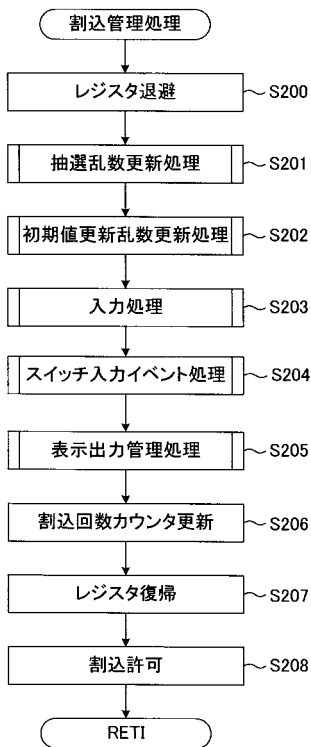 割込管理処理
レジスタ退避 S200
抽選乱数更新処理 S201
初期値更新乱数更新処理 S202
入力処理 S203
スイッチ入力イベント処理 S204
表示出力管理処理 S205
割込回数カウンタ更新 S206
レジスタ復帰 S207
割込許可 S208
RETI